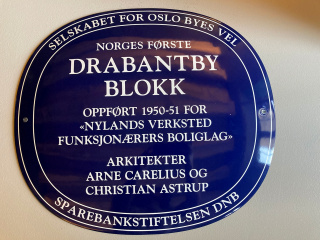 SELSKABET FOR OSLO BYES VEL
NORGES FØRSTE
DRABANTBY
BLOKK
OPPFØRT 1950-51 FOR
«NYLANDS VERKSTED
FUNKSJONÆRERS BOLIGLAG»
ARKITEKTER
ARNE CARELIUS OG
CHRISTIAN ASTRUP
SPAREBANKSTIFTELSEN DNB